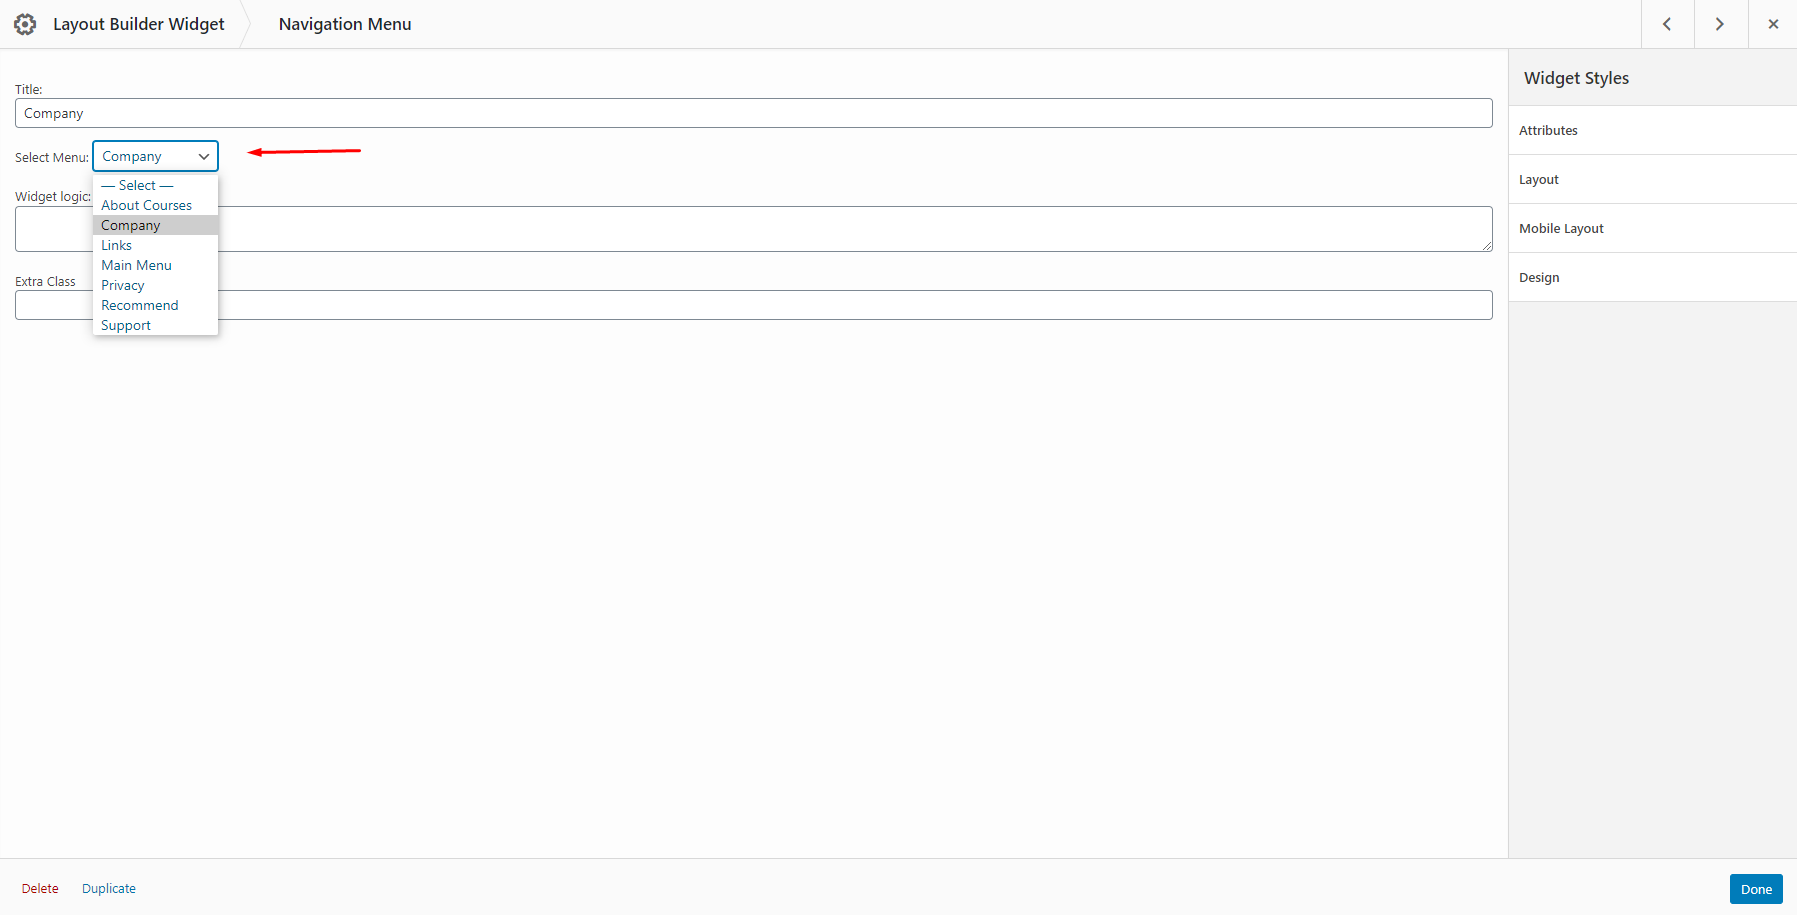 Layout Builder Widget
Navigation Menu
Title:
Company
Select Menu: Company
— Select —
About Courses
Company
Links
Main Menu
Privacy
Recommend
Support
Widget logic:
Extra Class
Widget Styles
Attributes
Layout
Mobile Layout
Design
Delete
Duplicate
Done